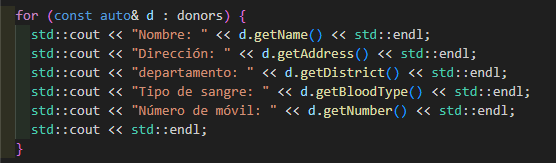 for (const auto& d : donors) {
std::cout << "Nombre: " << d.getName() << std::endl;
std::cout << "Dirección: " << d.getAddress() << std::endl;
std::cout << "departamento: " << d.getDistrict() << std::endl;
std::cout << "Tipo de sangre: " << d.getBloodType() << std::endl;
std::cout << "Número de móvil: " << d.getNumber() << std::endl;
std::cout << std::endl;
}